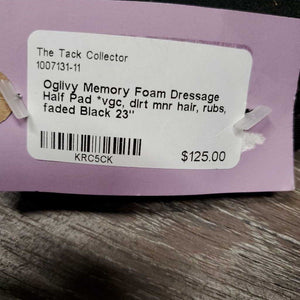 The Tack Collector
1007131-11
Ogilvy Memory Foam Dressage
Half Pad *vgc, dirt mnr hair, rubs,
faded Black 23"
KRC5CK
$125.00